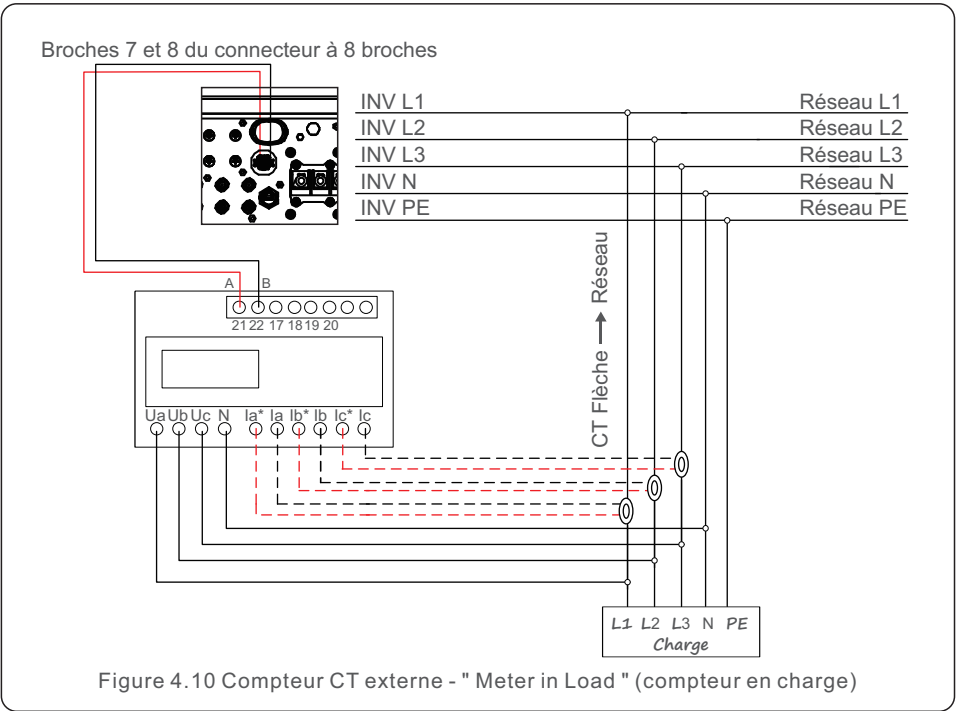 Broches 7 et 8 du connecteur à 8 broches
INV L1
Réseau L1
INV L2
Réseau L2
INV L3
Réseau L3
INV N
Réseau N
INV PE
Réseau PE
A
B
21 22 17 18 19 20
CT Flèche → Réseau
Ua Ub Uc N Ia* Ia Ib* Ib Ic* Ic
L1 L2 L3 N PE
Charge
Figure 4.10 Compteur CT externe - " Meter in Load " (compteur en charge)